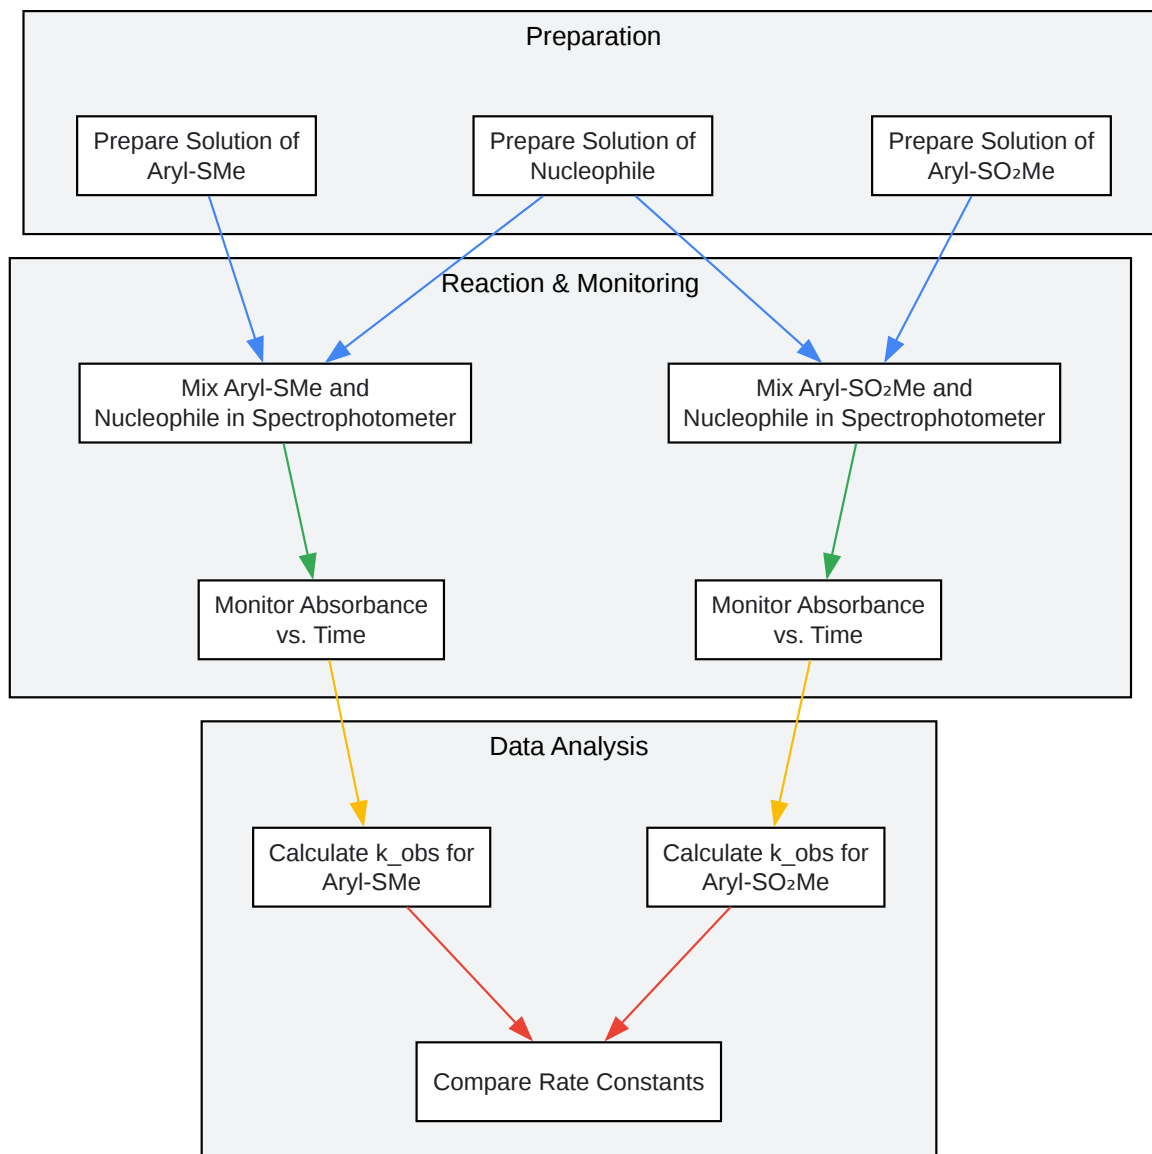 Preparation
Prepare Solution of
Aryl-SMe
Prepare Solution of
Nucleophile
Prepare Solution of
Aryl-SO₂Me
Reaction & Monitoring
Mix Aryl-SMe and
Nucleophile in Spectrophotometer
Mix Aryl-SO₂Me and
Nucleophile in Spectrophotometer
Monitor Absorbance
vs. Time
Monitor Absorbance
vs. Time
Data Analysis
Calculate k_obs for
Aryl-SMe
Calculate k_obs for
Aryl-SO₂Me
Compare Rate Constants